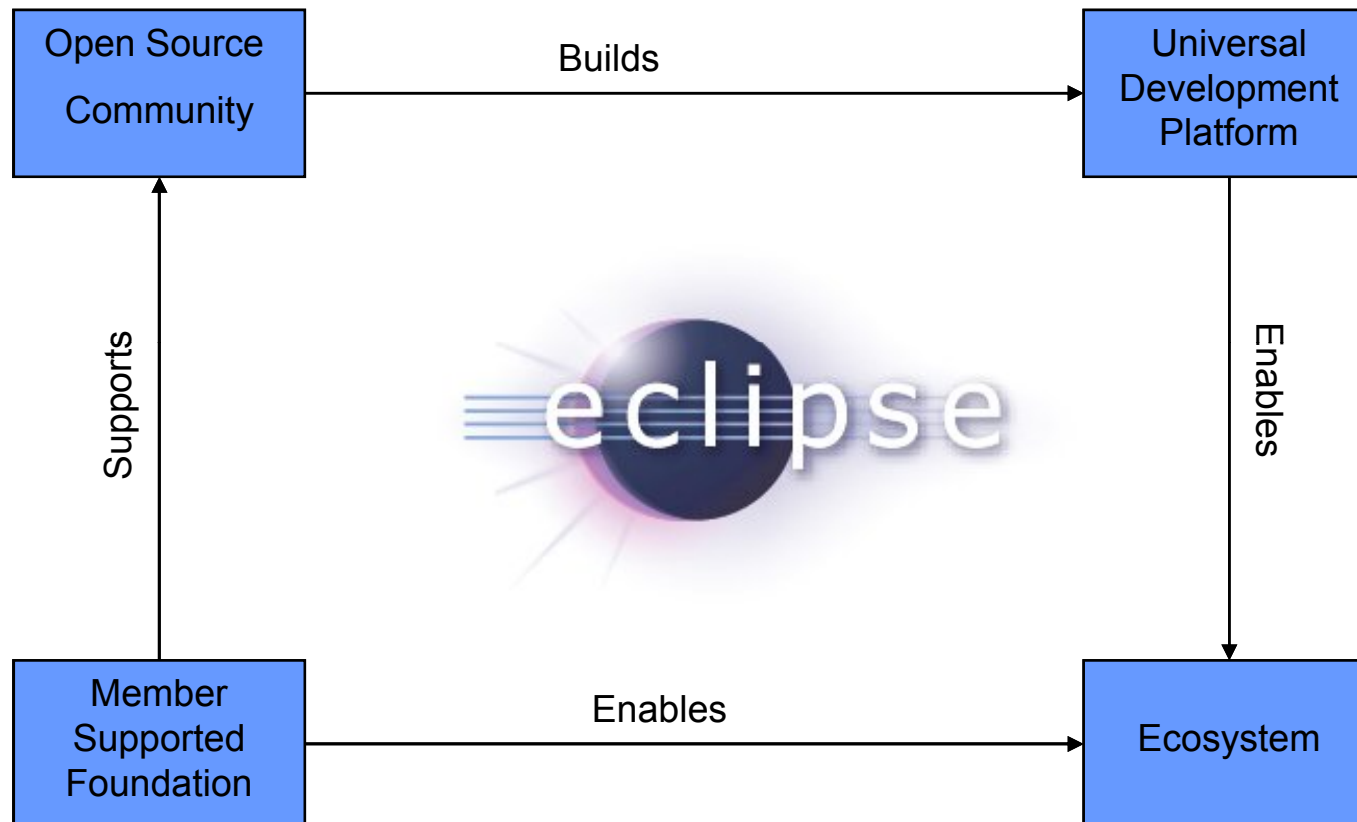 Open Source
Community
Builds
Universal
Development
Platform
Supports
eclipse
Enables
Member
Supported
Foundation
Enables
Ecosystem